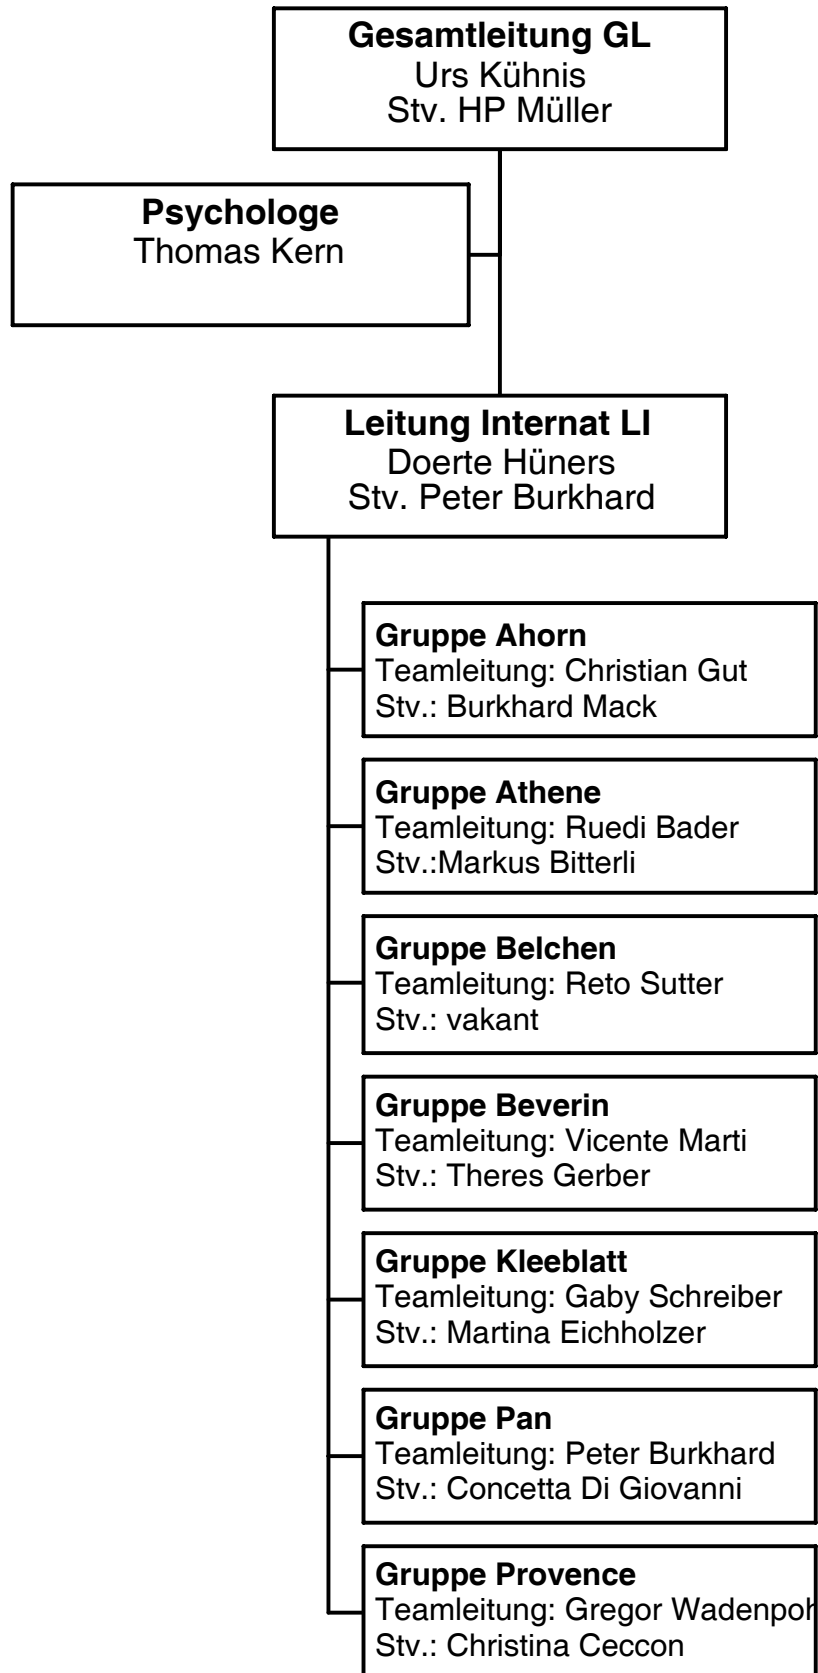 Gesamtleitung GL
Urs Kühnis
Stv. HP Müller
Psychologe
Thomas Kern
Leitung Internat LI
Doerte Hüners
Stv. Peter Burkhard
Gruppe Ahorn
Teamleitung: Christian Gut
Stv.: Burkhard Mack
Gruppe Athene
Teamleitung: Ruedi Bader
Stv.:Markus Bitterli
Gruppe Belchen
Teamleitung: Reto Sutter
Stv.: vakant
Gruppe Beverin
Teamleitung: Vicente Marti
Stv.: Theres Gerber
Gruppe Kleeblatt
Teamleitung: Gaby Schreiber
Stv.: Martina Eichholzer
Gruppe Pan
Teamleitung: Peter Burkhard
Stv.: Concetta Di Giovanni
Gruppe Provence
Teamleitung: Gregor
Stv.: Christina Ceccon